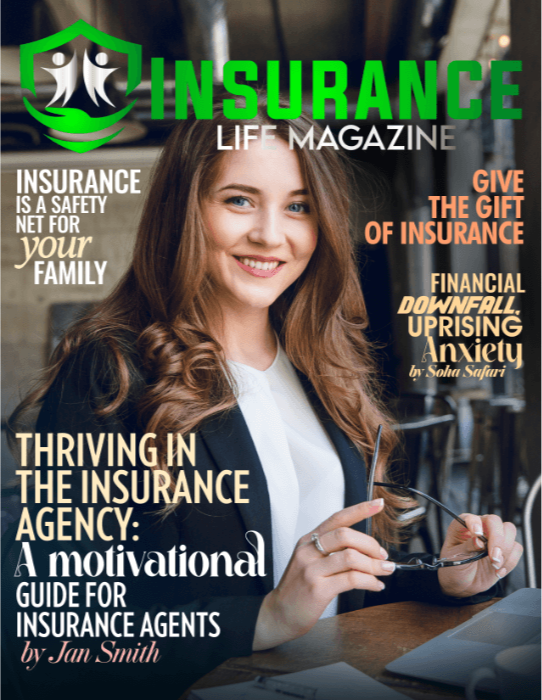 INSURANCE
LIFE MAGAZINE
INSURANCE
IS A SAFETY
NET FOR
your
FAMILY
GIVE
THE GIFT
OF INSURANCE
FINANCIAL
DOWNFALL,
UPRISING
Anxiety
by Soha Safari
THRIVING IN
THE INSURANCE
AGENCY:
A motivational
GUIDE FOR
INSURANCE AGENTS
by Jan Smith